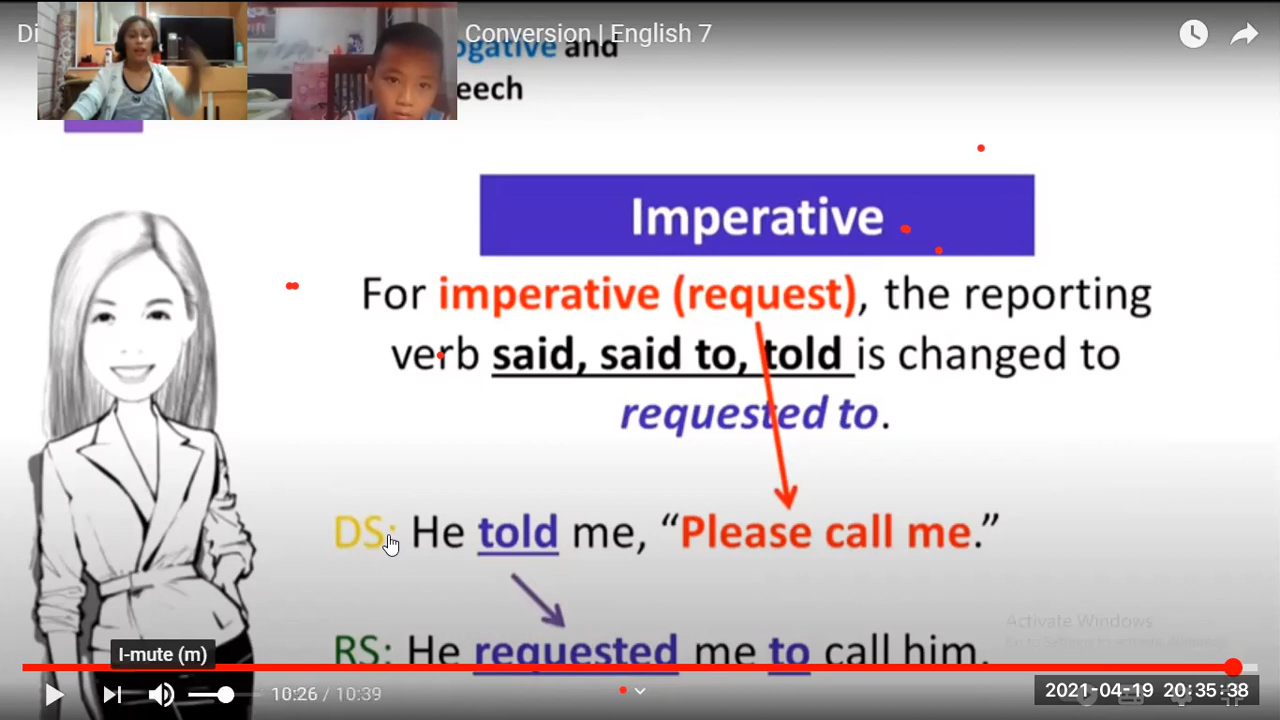 Di Conversion | English 7
ogative and
eech
Imperative
For imperative (request), the reporting
verb said, said to, told is changed to
requested to.
DS: He told me, “Please call me.”
RS: He requested me to call him.
Activate Windows
I-mute (m)
10:26 / 10:39
2021-04-19 20:35:38